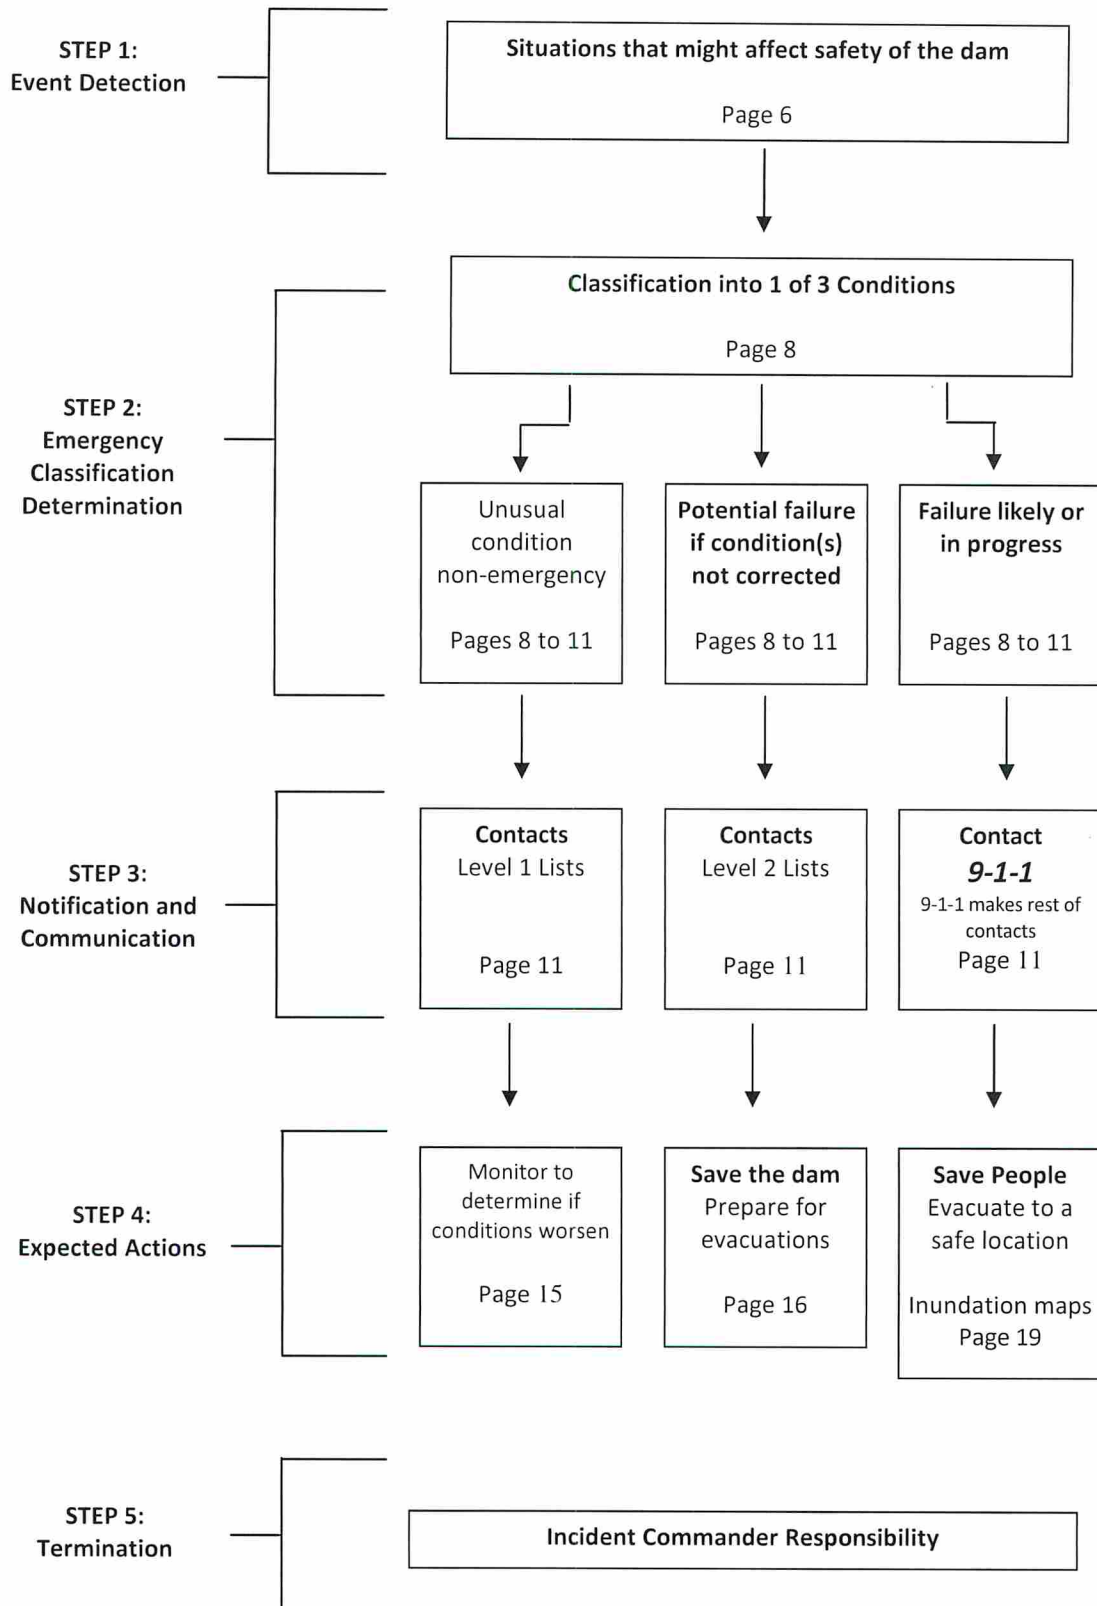 STEP 1:
Event Detection
Situations that might affect safety of the dam
Page 6
STEP 2:
Emergency
Classification
Determination
Classification into 1 of 3 Conditions
Page 8
Unusual
condition
non-emergency
Pages 8 to 11
Potential failure
if condition(s)
not corrected
Pages 8 to 11
Failure likely or
in progress
Pages 8 to 11
STEP 3:
Notification and
Communication
Contacts
Level 1 Lists
Page 11
Contacts
Level 2 Lists
Page 11
Contact
9-1-1
9-1-1 makes rest of
contacts
Page 11
STEP 4:
Expected Actions
Monitor to
determine if
conditions worsen
Page 15
Save the dam
Prepare for
evacuations
Page 16
Save People
Evacuate to a
safe location
Inundation maps
Page 19
STEP 5:
Termination
Incident Commander Responsibility